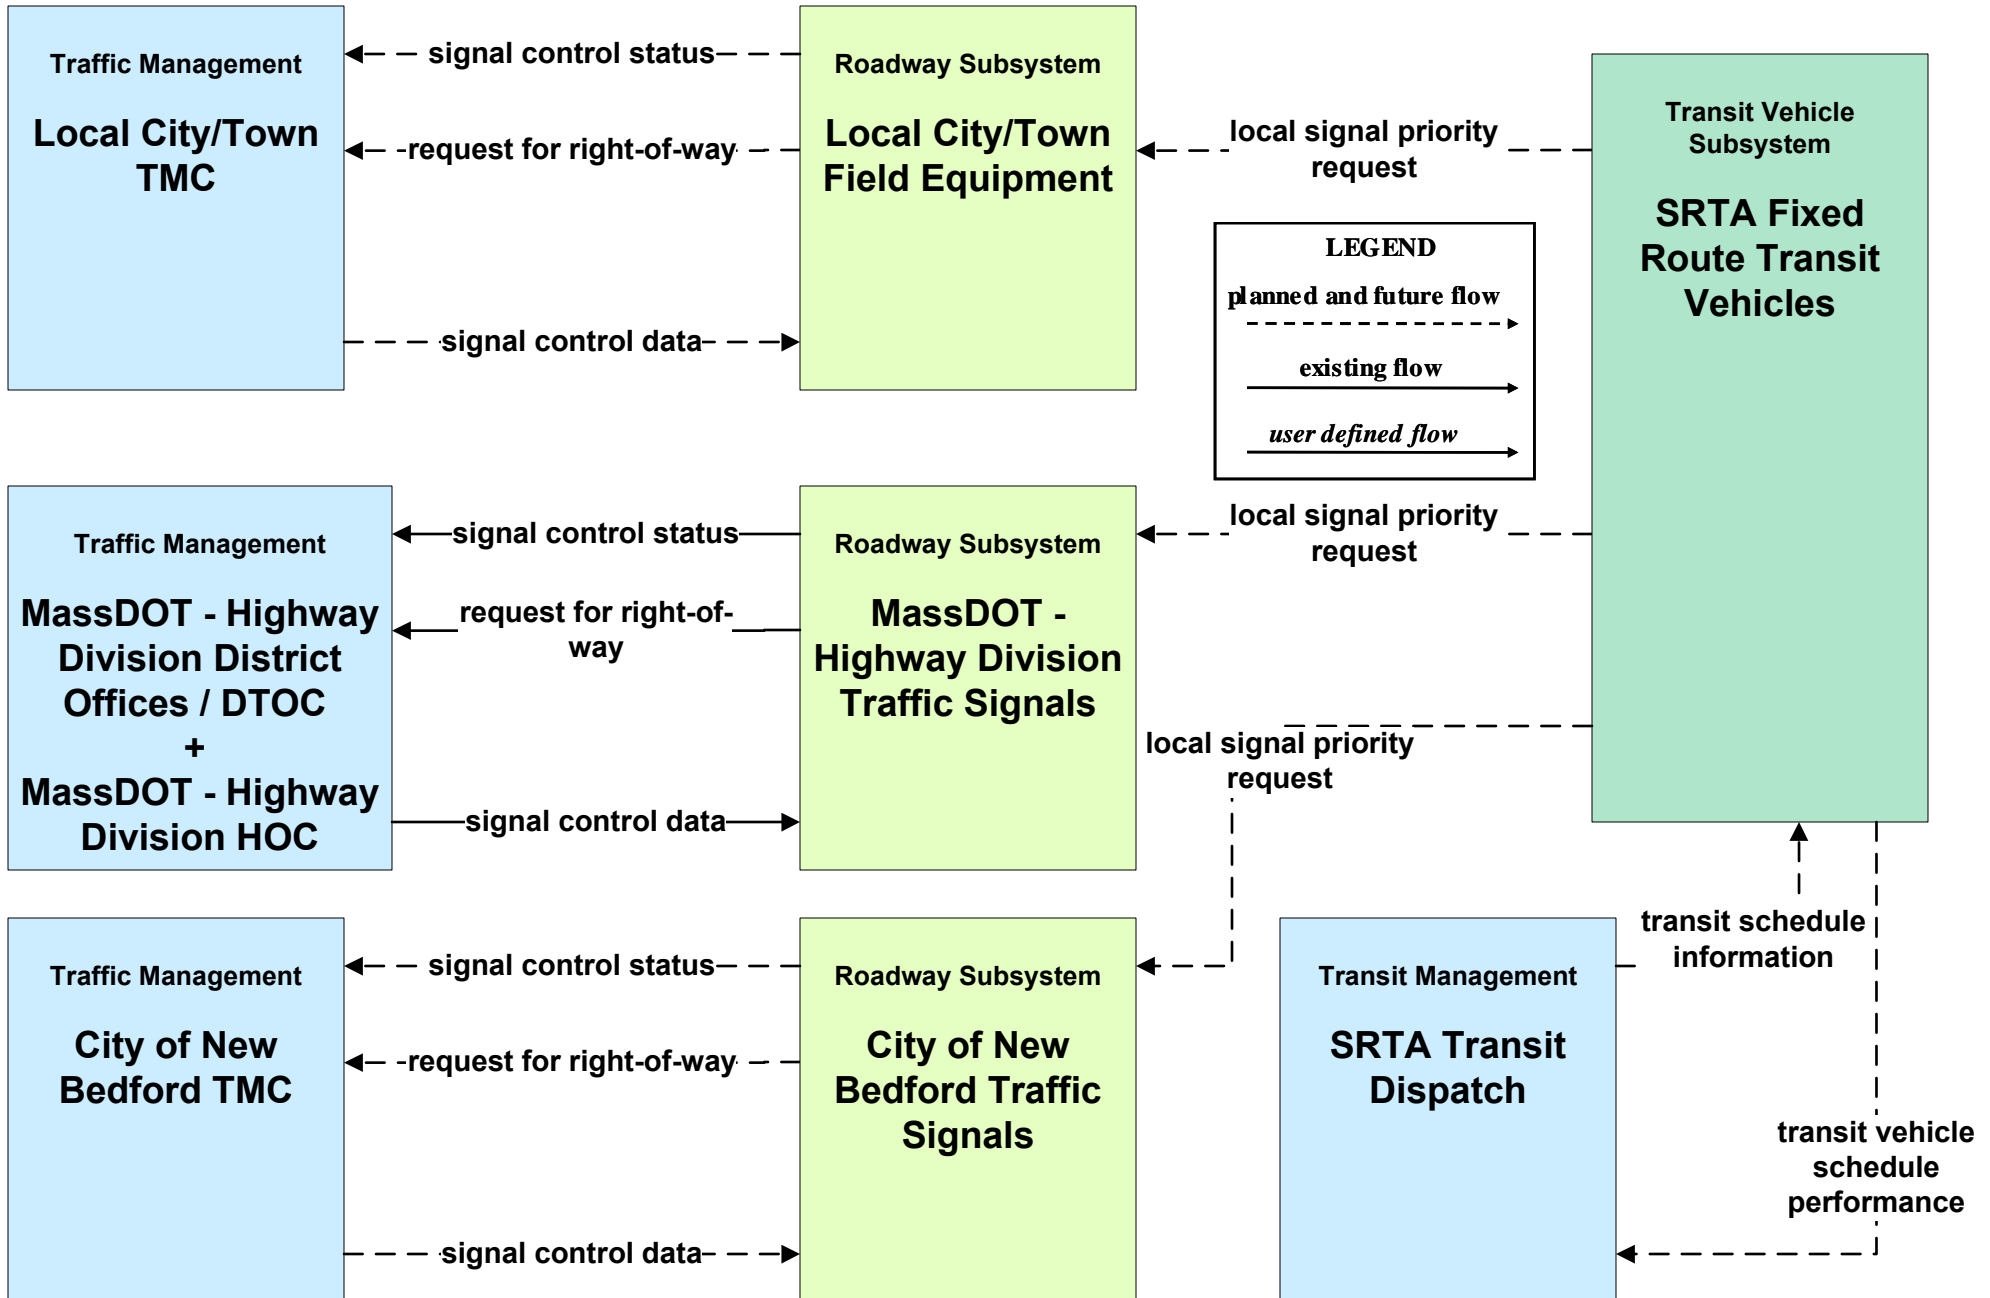 Traffic Management
Local City/Town
TMC
signal control status
request for right-of-way
signal control data
Roadway Subsystem
Local City/Town
Field Equipment
local signal priority
request
Transit Vehicle
Subsystem
SRTA Fixed
Route Transit
Vehicles
LEGEND
planned and future flow
existing flow
user defined flow
Traffic Management
MassDOT - Highway
Division District
Offices / DTOC
+
MassDOT - Highway
Division HOC
signal control status
request for right-of-
way
signal control data
Roadway Subsystem
MassDOT -
Highway Division
Traffic Signals
local signal priority
request
local signal priority
request
Traffic Management
City of New
Bedford TMC
signal control status
request for right-of-way
signal control data
Roadway Subsystem
City of New
Bedford Traffic
Signals
Transit Management
SRTA Transit
Dispatch
transit schedule
information
transit vehicle
schedule
performance